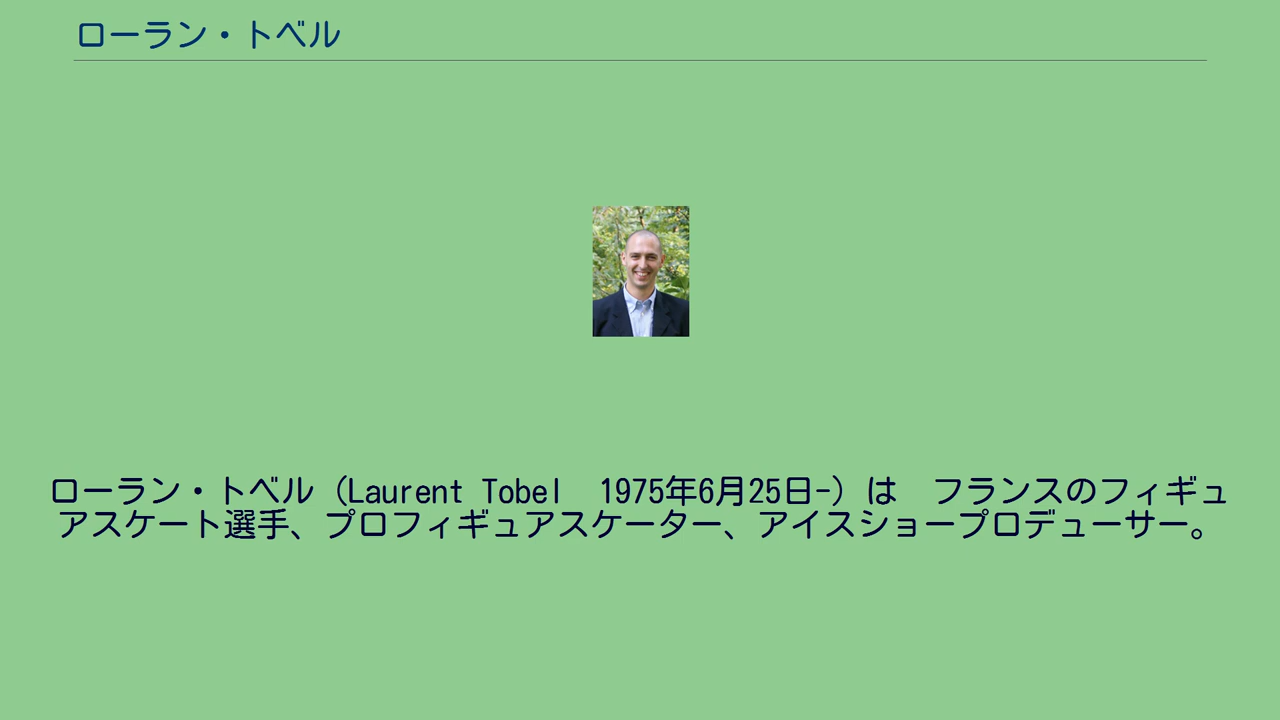 ローラン・トベル
ローラン・トベル（Laurent Tobel　1975年6月25日-）は　フランスのフィギュ
アスケート選手、プロフィギュアスケーター、アイスショープロデューサー。